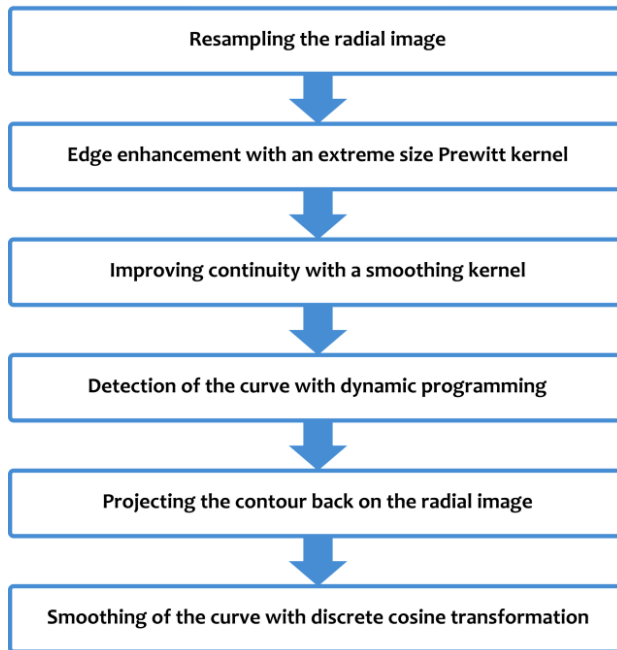 Resampling the radial image
Edge enhancement with an extreme size Prewitt kernel
Improving continuity with a smoothing kernel
Detection of the curve with dynamic programming
Projecting the contour back on the radial image
Smoothing of the curve with discrete cosine transformation